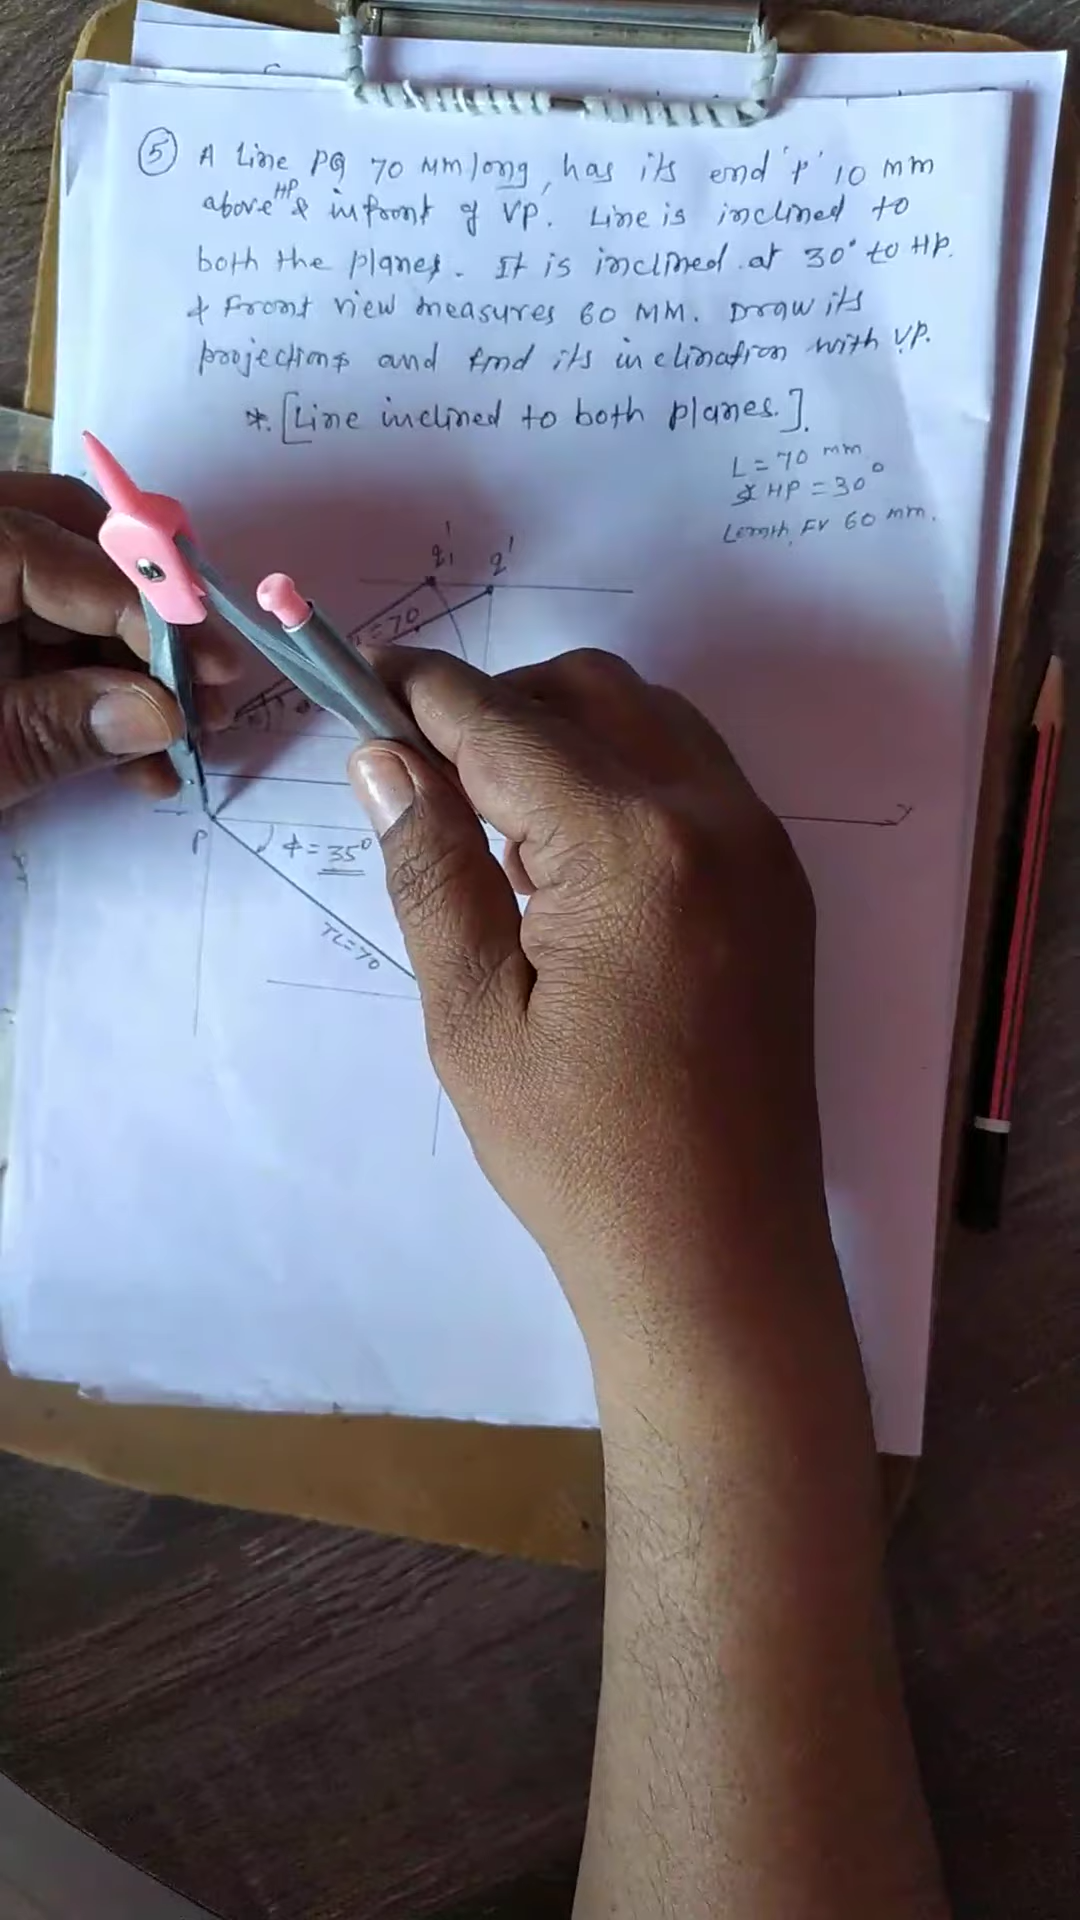 ⑤ A Line PQ 70 MM long, has its end 'P' 10 mm
above HP & infront of VP. Line is inclined to
both the planes. It is inclined at 30° to HP.
& Front view measures 60 MM. Draw its
projections and find its inclination with VP.
*. [Line inclined to both planes.].
L = 70 mm
∠ HP = 30°
Length FV 60 mm.
q1' q'
= 70
Y
P
ϕ = 35°
TL=70